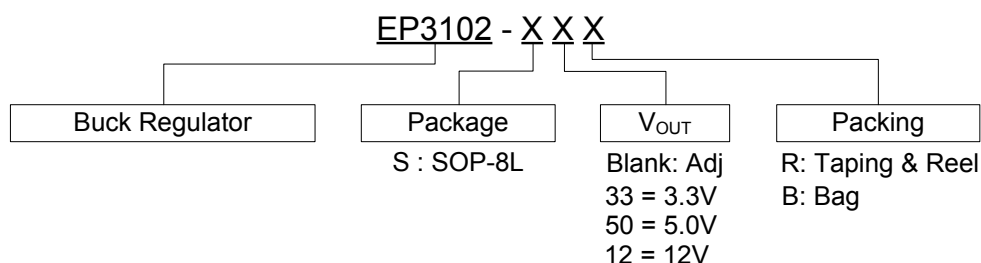 EP3102 - X X X
Buck Regulator
Package
S : SOP-8L
VOUT
Blank: Adj
33 = 3.3V
50 = 5.0V
12 = 12V
Packing
R: Taping & Reel
B: Bag